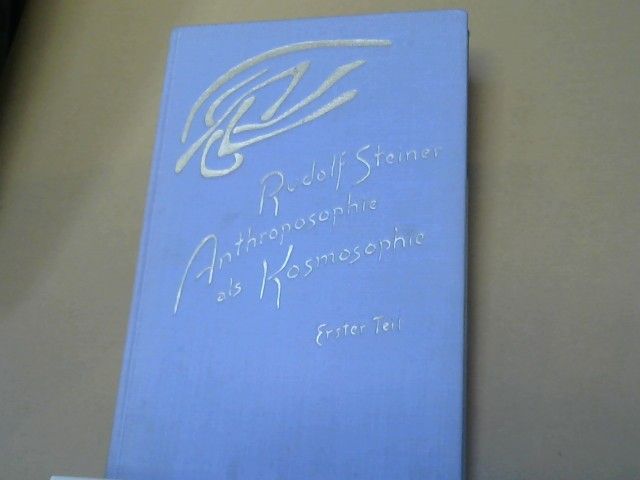 Rudolf Steiner
Anthroposophie
als Kosmosophie
Erster Teil